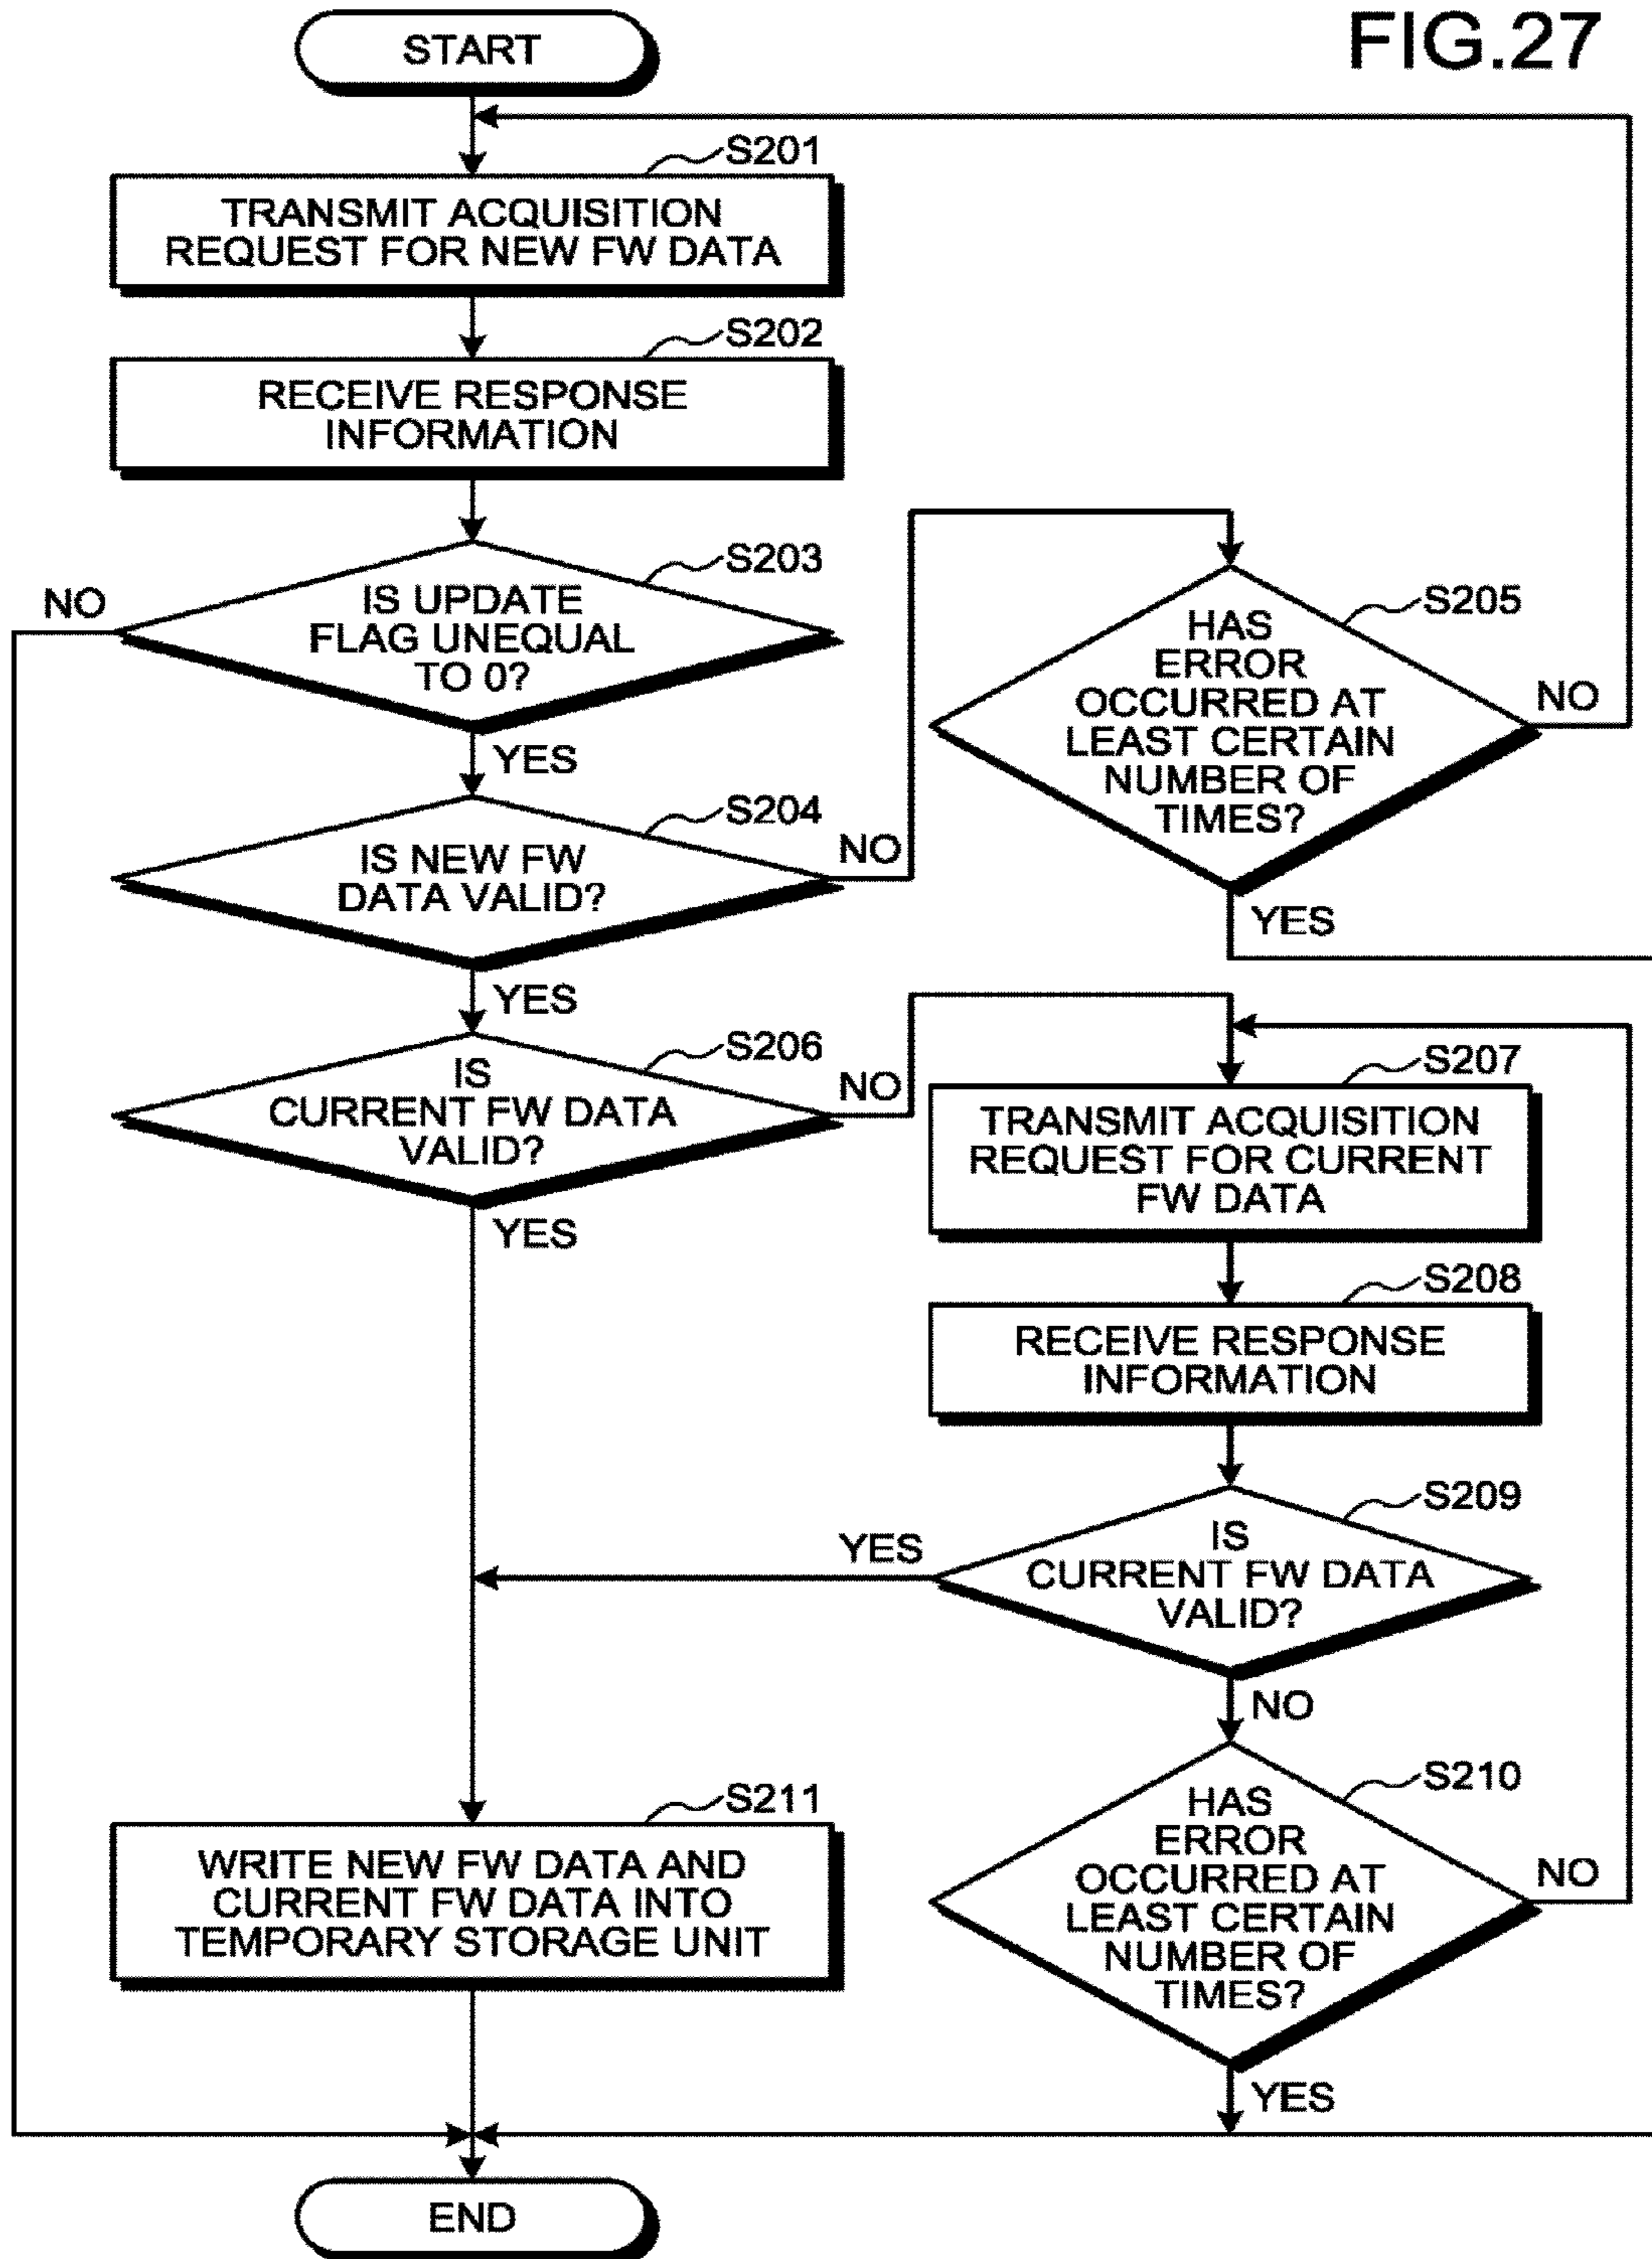 FIG.27
START
S201
TRANSMIT ACQUISITION
REQUEST FOR NEW FW DATA
S202
RECEIVE RESPONSE
INFORMATION
S203
NO
IS UPDATE
FLAG UNEQUAL
TO 0?
YES
S205
HAS
ERROR
OCCURRED AT
LEAST CERTAIN
NUMBER OF
TIMES?
NO
YES
S204
IS NEW FW
DATA VALID?
NO
YES
S206
IS
CURRENT FW DATA
VALID?
NO
YES
S207
TRANSMIT ACQUISITION
REQUEST FOR CURRENT
FW DATA
S208
RECEIVE RESPONSE
INFORMATION
S209
YES
IS
CURRENT FW DATA
VALID?
NO
S210
HAS
ERROR
OCCURRED AT
LEAST CERTAIN
NUMBER OF
TIMES?
NO
YES
S211
WRITE NEW FW DATA AND
CURRENT FW DATA INTO
TEMPORARY STORAGE UNIT
END